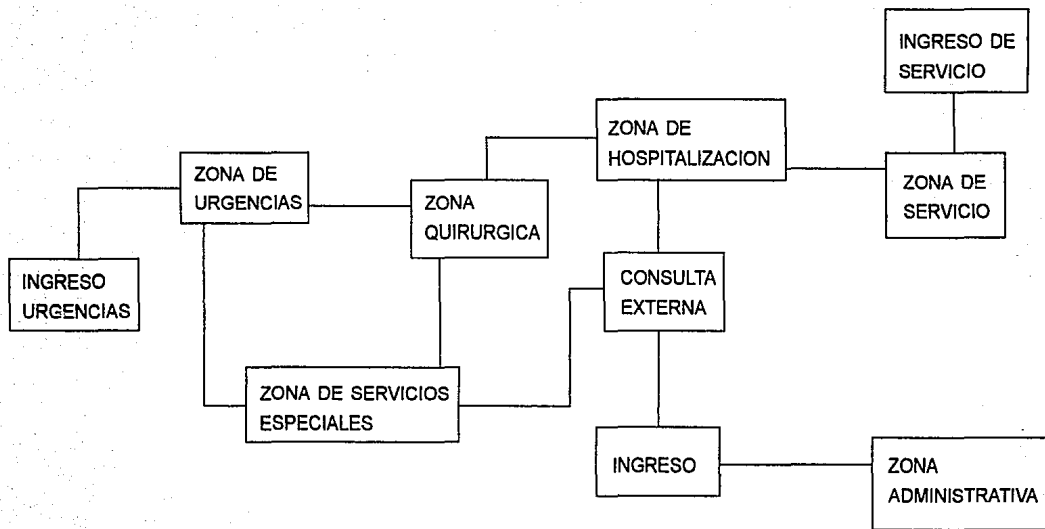 INGRESO DE
SERVICIO
ZONA DE
HOSPITALIZACION
ZONA DE
URGENCIAS
ZONA
QUIRURGICA
ZONA DE
SERVICIO
INGRESO
URGENCIAS
CONSULTA
EXTERNA
ZONA DE SERVICIOS
ESPECIALES
INGRESO
ZONA
ADMINISTRATIVA